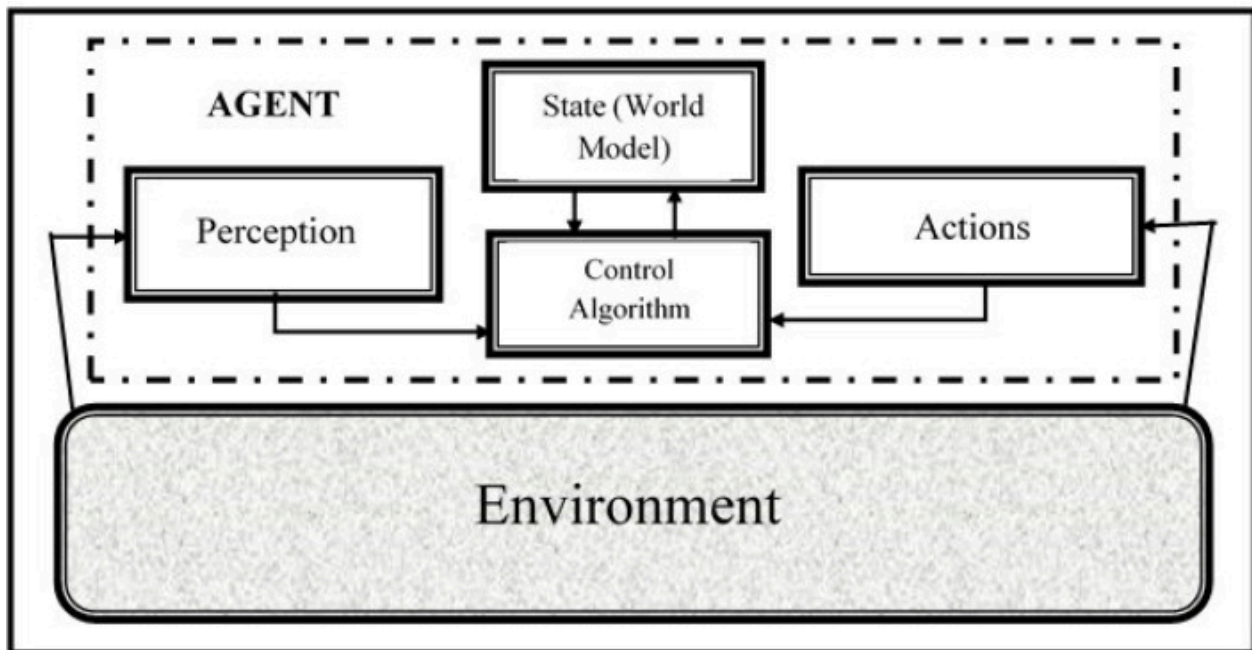 AGENT
State (World
Model)
Perception
Actions
Control
Algorithm
Environment